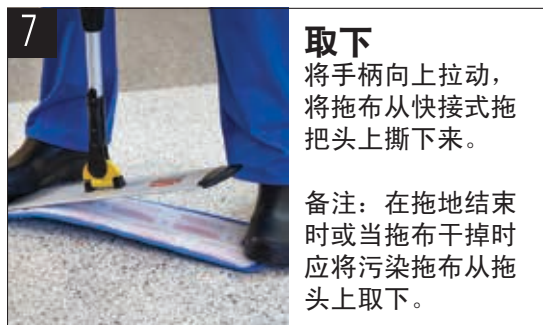 7
取下
将手柄向上拉动，
将拖布从快接式拖
把头上撕下来。
备注：在拖地结束
时或当拖布干掉时
应将污染拖布从拖
头上取下。